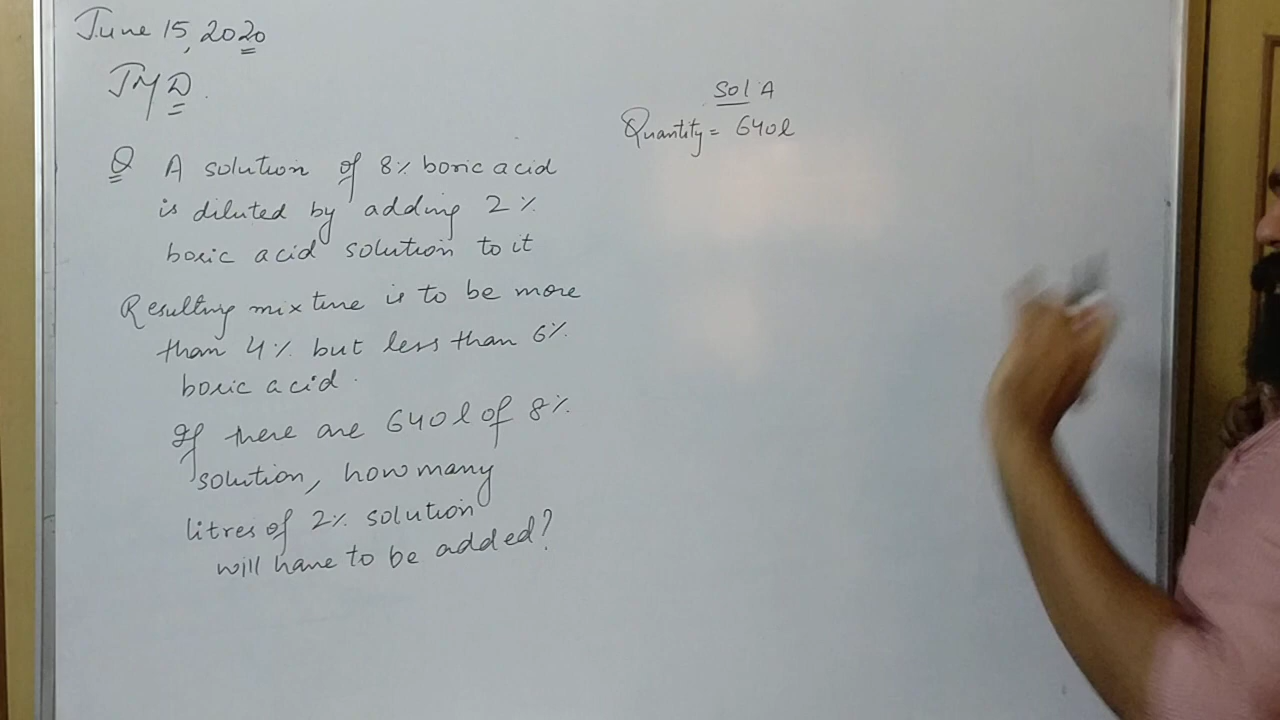 June 15, 2020
JMD.
Q A solution of 8% boric acid
is diluted by adding 2%
boric acid solution to it
Resulting mixture is to be more
than 4% but less than 6%
boric acid.
If there are 640l of 8%
solution, how many
litres of 2% solution
will have to be added?
Sol A
Quantity = 640l